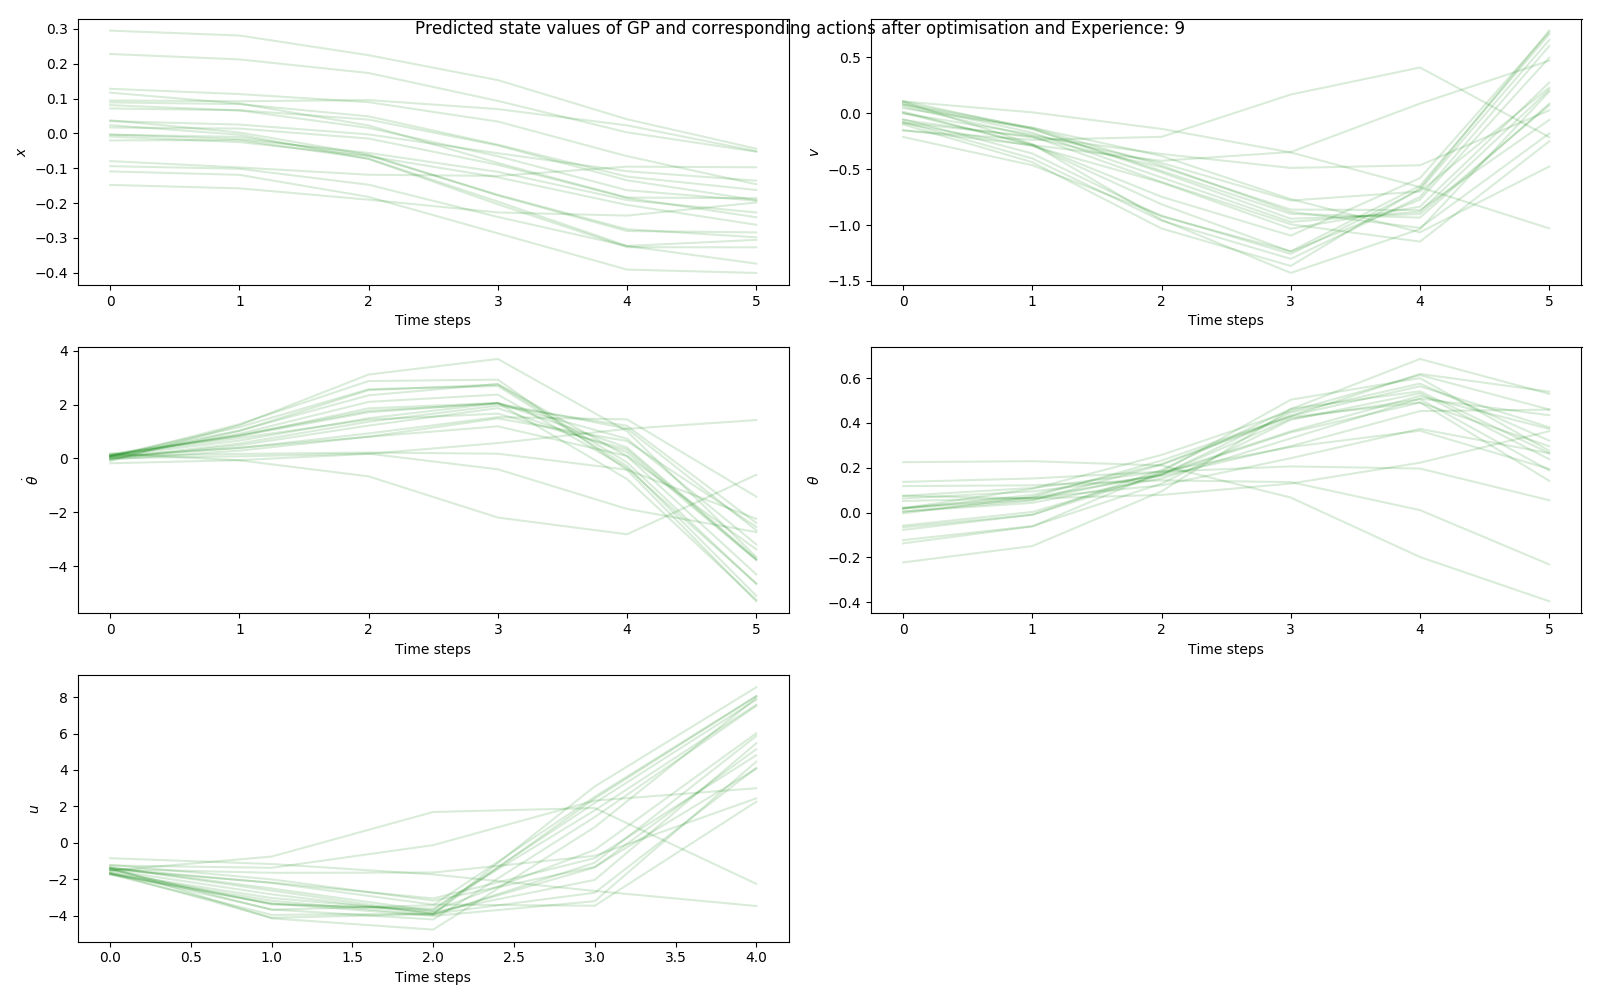 Predicted state values of GP and corresponding actions after optimisation and Experience: 9
0.3
0.2
0.1
0.0
−0.1
−0.2
−0.3
−0.4
x
0 1 2 3 4 5
Time steps
0.5
0.0
−0.5
−1.0
−1.5
v
0 1 2 3 4 5
Time steps
4
2
0
−2
−4
θ̇
0 1 2 3 4 5
Time steps
0.6
0.4
0.2
0.0
−0.2
−0.4
θ
0 1 2 3 4 5
Time steps
8
6
4
2
0
−2
−4
u
0.0 0.5 1.0 1.5 2.0 2.5 3.0 3.5 4.0
Time steps